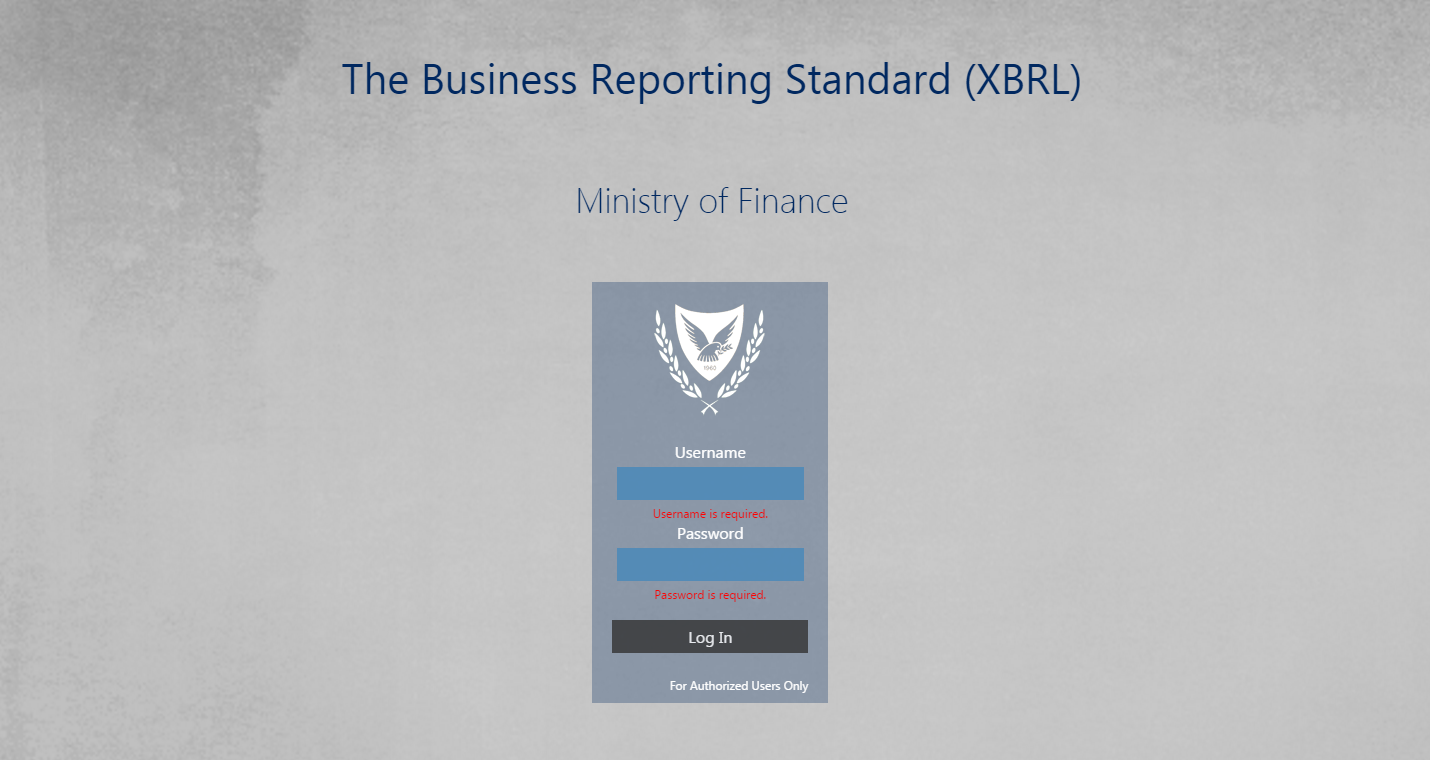 The Business Reporting Standard (XBRL)
Ministry of Finance
1960
Username
Username is required.
Password
Password is required.
Log In
For Authorized Users Only